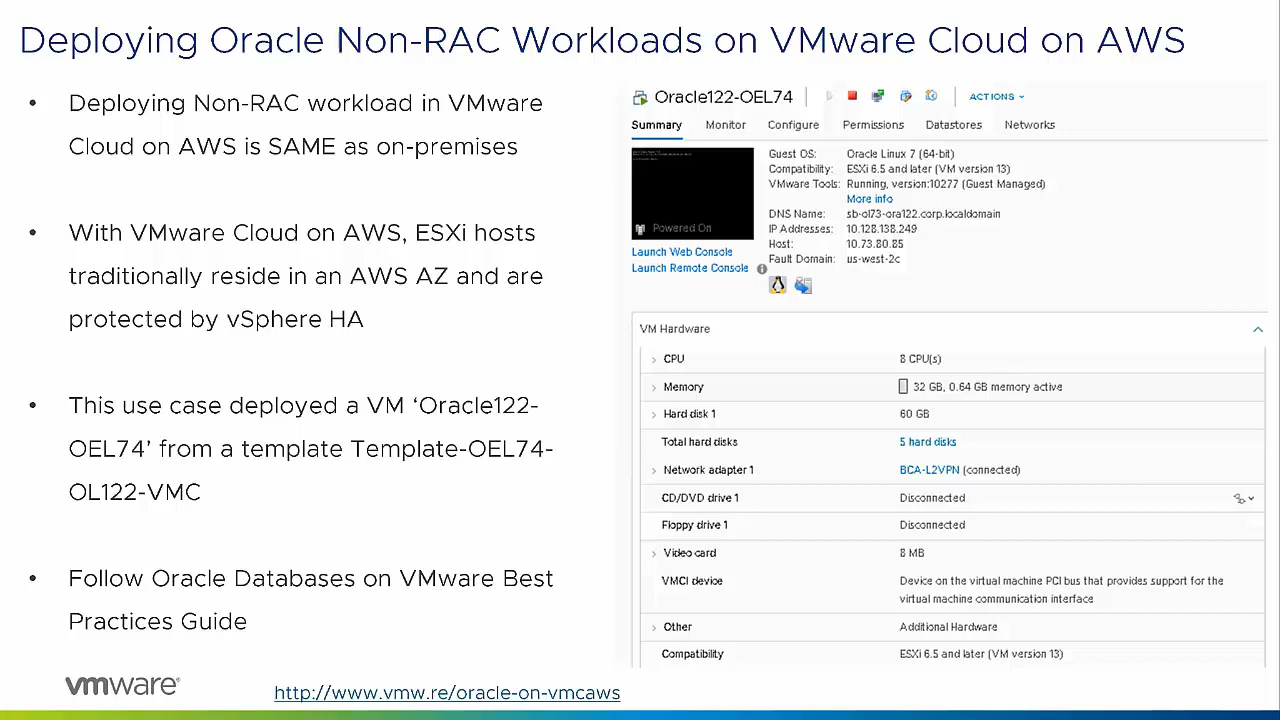 Deploying Oracle Non-RAC Workloads on VMware Cloud on AWS
• Deploying Non-RAC workload in VMware
Cloud on AWS is SAME as on-premises
• With VMware Cloud on AWS, ESXi hosts
traditionally reside in an AWS AZ and are
protected by vSphere HA
• This use case deployed a VM ‘Oracle122-
OEL74’ from a template Template-OEL74-
OL122-VMC
• Follow Oracle Databases on VMware Best
Practices Guide
Oracle122-OEL74 ACTIONS
Summary Monitor Configure Permissions Datastores Networks
Powered On
Launch Web Console
Launch Remote Console
Guest OS: Oracle Linux 7 (64-bit)
Compatibility: ESXi 6.5 and later (VM version 13)
VMware Tools: Running, version:10277 (Guest Managed)
More info
DNS Name: sb-ol73-ora122.corp.localdomain
IP Addresses: 10.128.138.249
Host: 10.73.80.85
Fault Domain: us-west-2c
VM Hardware
CPU 8 CPU(s)
Memory 32 GB, 0.64 GB memory active
Hard disk 1 60 GB
Total hard disks 5 hard disks
Network adapter 1 BCA-L2VPN (connected)
CD/DVD drive 1 Disconnected
Floppy drive 1 Disconnected
Video card 8 MB
VMCI device Device on the virtual machine PCI bus that provides support for the
virtual machine communication interface
Other Additional Hardware
Compatibility ESXi 6.5 and later (VM version 13)
vmware®
http://www.vmw.re/oracle-on-vmcaws